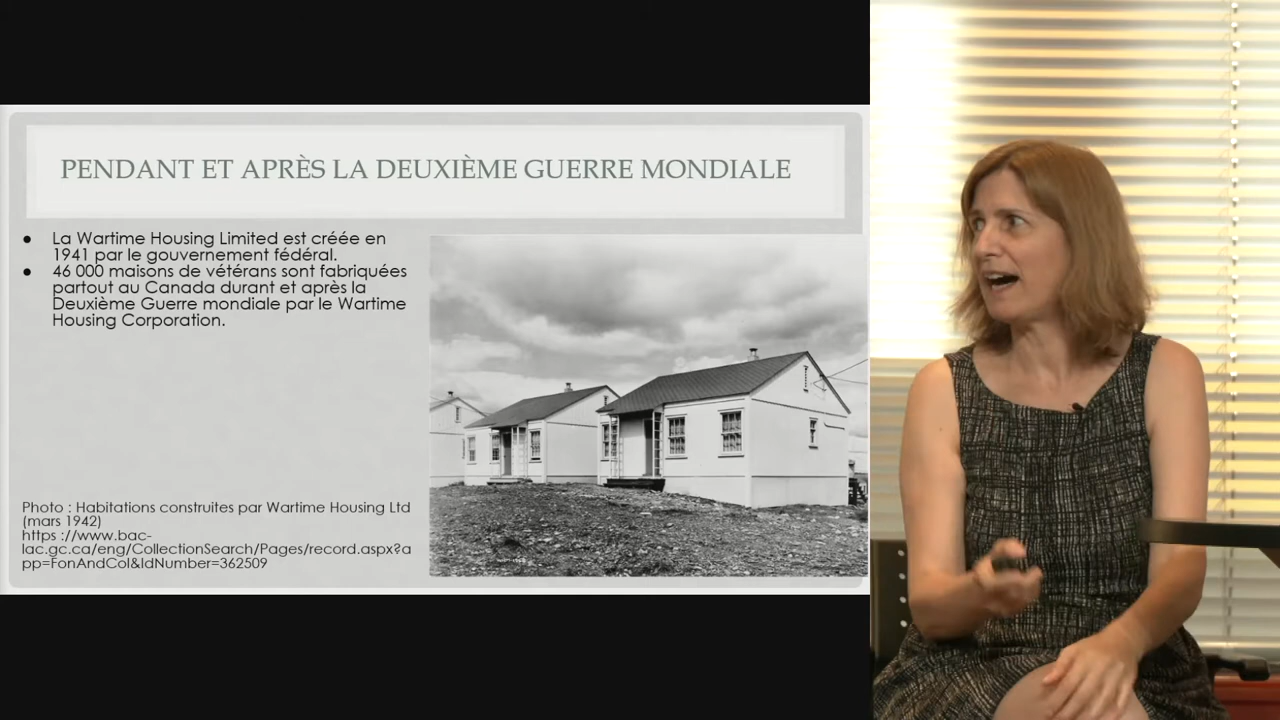 PENDANT ET APRÈS LA DEUXIÈME GUERRE MONDIALE
● La Wartime Housing Limited est créée en
1941 par le gouvernement fédéral.
● 46 000 maisons de vétérans sont fabriquées
partout au Canada durant et après la
Deuxième Guerre mondiale par le Wartime
Housing Corporation.
Photo : Habitations construites par Wartime Housing Ltd
(mars 1942)
https ://www.bac-
lac.gc.ca/eng/CollectionSearch/Pages/record.aspx?a
pp=FonAndCol&IdNumber=362509